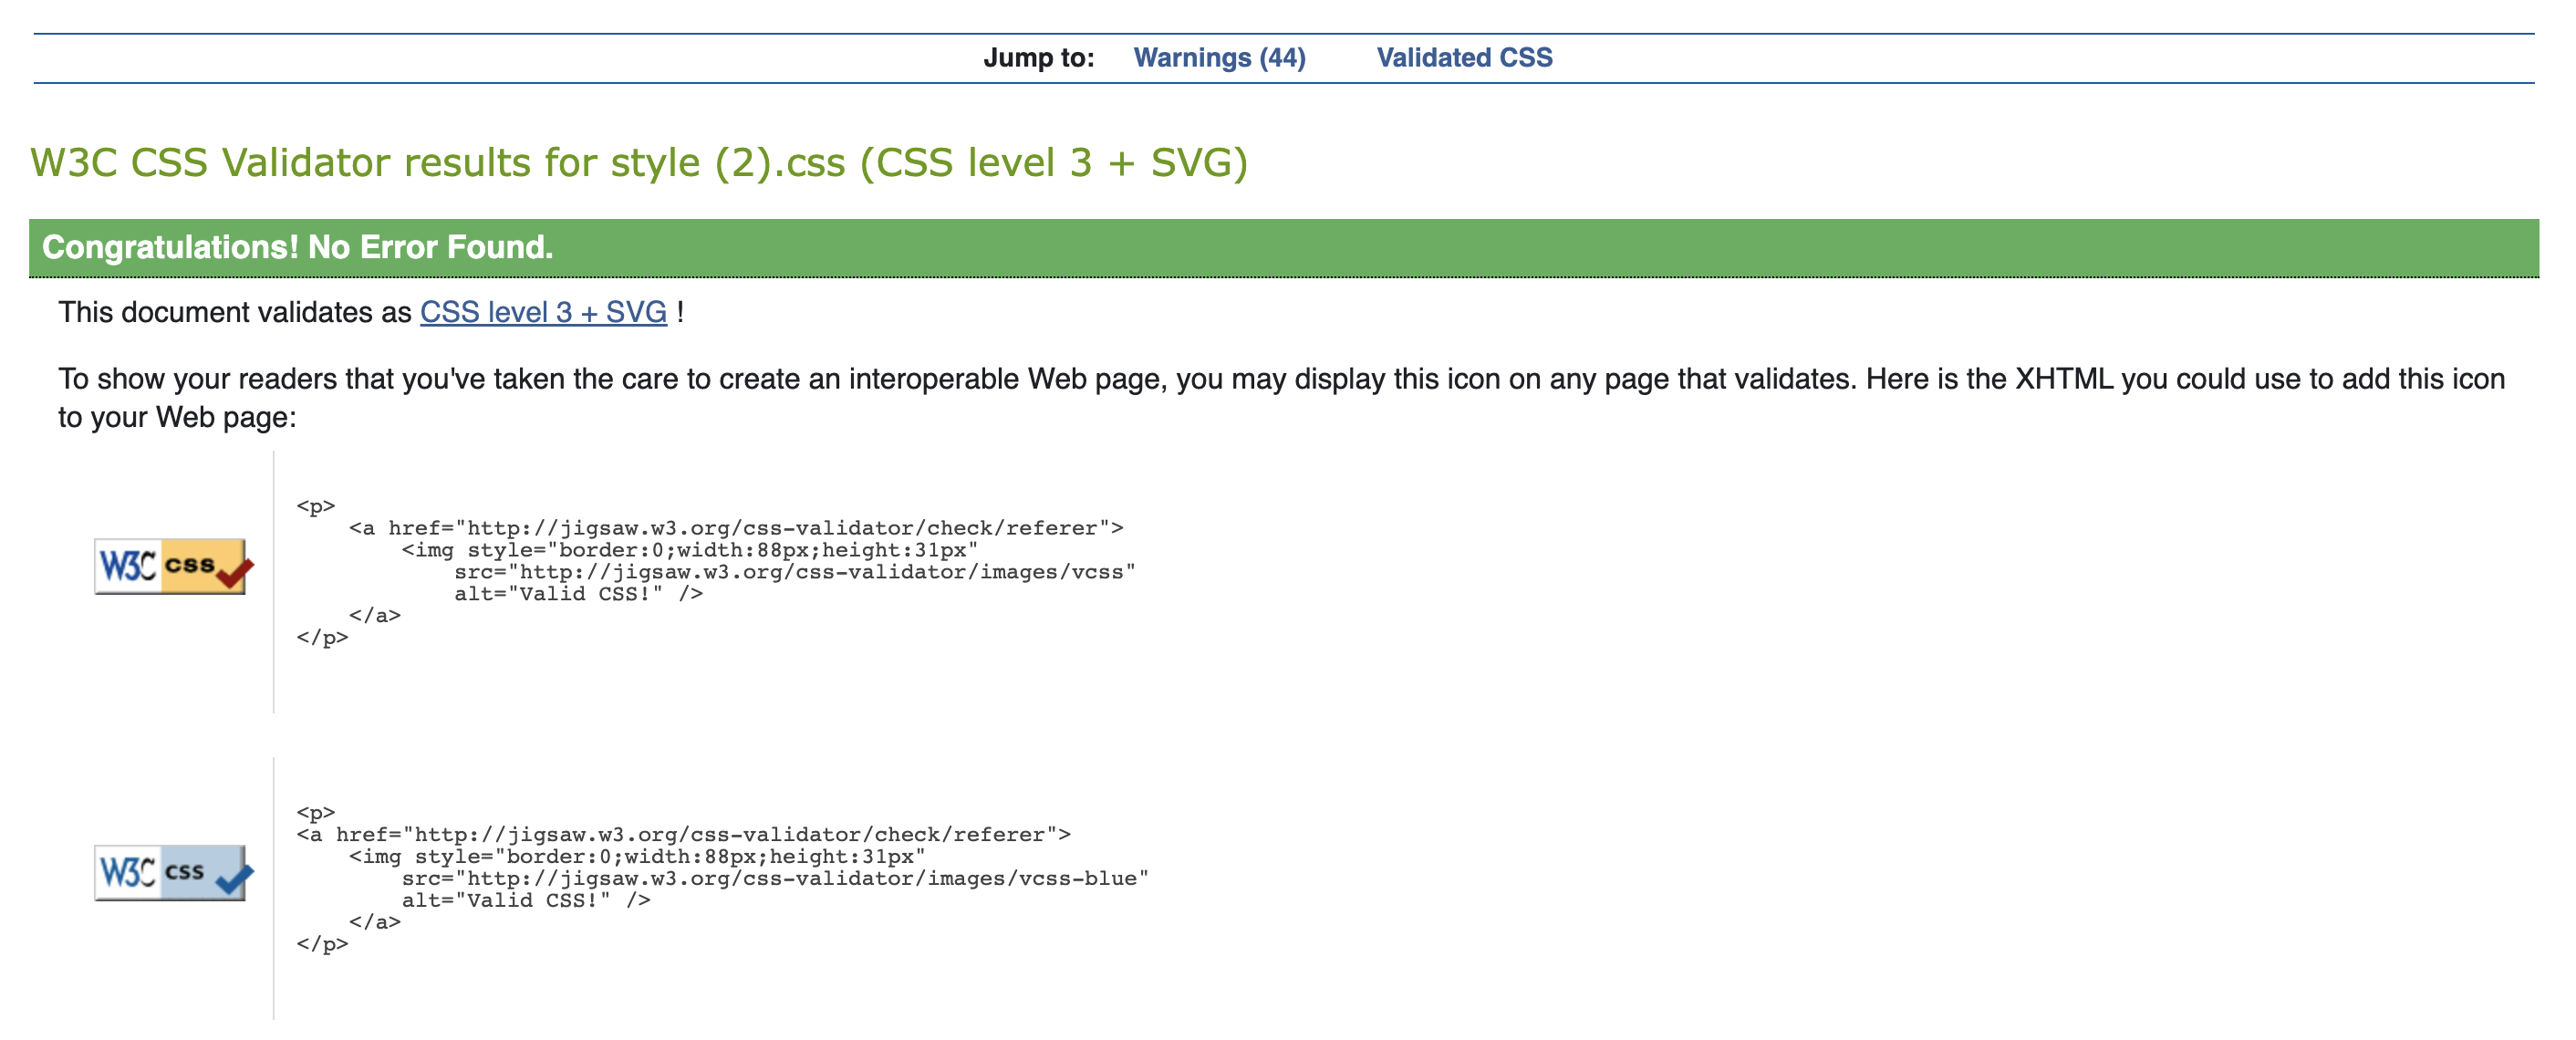 Jump to: Warnings (44) Validated CSS
W3C CSS Validator results for style (2).css (CSS level 3 + SVG)
Congratulations! No Error Found.
This document validates as CSS level 3 + SVG !
To show your readers that you've taken the care to create an interoperable Web page, you may display this icon on any page that validates. Here is the XHTML you could use to add this icon
to your Web page:
W3C css
<p>
    <a href="http://jigsaw.w3.org/css-validator/check/referer">
        <img style="border:0;width:88px;height:31px"
            src="http://jigsaw.w3.org/css-validator/images/vcss"
            alt="Valid CSS!" />
    </a>
</p>
W3C css
<p>
<a href="http://jigsaw.w3.org/css-validator/check/referer">
    <img style="border:0;width:88px;height:31px"
        src="http://jigsaw.w3.org/css-validator/images/vcss-blue"
        alt="Valid CSS!" />
    </a>
</p>